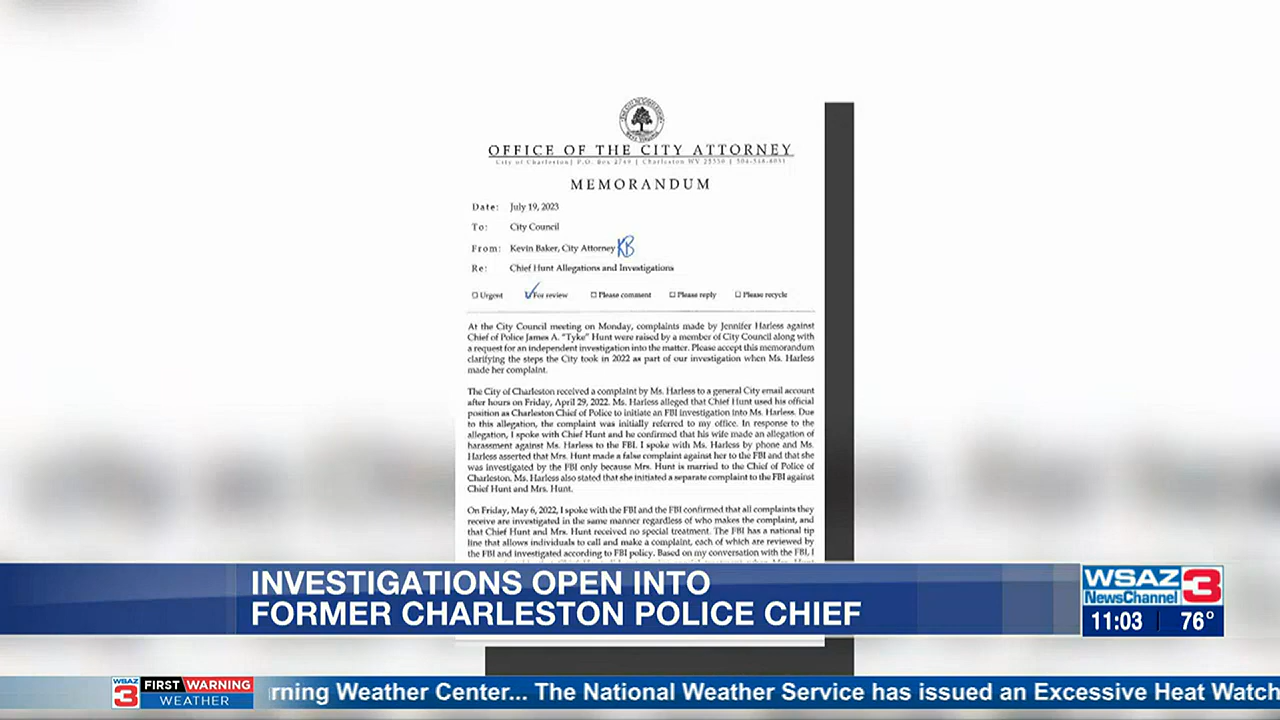 OFFICE OF THE CITY ATTORNEY
City of Charleston | P.O. Box 2749 | Charleston WV 25330 |
MEMORANDUM
Date: July 19, 2023
To: City Council
From: Kevin Baker, City Attorney KB
Re: Chief Hunt Allegations and Investigations
☐ Urgent ☑ For review ☐ Please comment ☐ Please reply ☐ Please recycle
At the City Council meeting on Monday, complaints made by Jennifer Harless against
Chief of Police James A. "Tyke" Hunt were raised by a member of City Council along with
a request for an independent investigation into the matter. Please accept this memorandum
clarifying the steps the City took in 2022 as part of our investigation when Ms. Harless
made her complaint.
The City of Charleston received a complaint by Ms. Harless to a general City email account
after hours on Friday, April 29, 2022. Ms. Harless alleged that Chief Hunt used his official
position as Charleston Chief of Police to initiate an FBI investigation into Ms. Harless. Due
to this allegation, the complaint was initially referred to my office. In response to the
allegation, I spoke with Chief Hunt and he confirmed that his wife made an allegation of
harassment against Ms. Harless to the FBI. I spoke with Ms. Harless by phone and Ms.
Harless asserted that Mrs. Hunt made a false complaint against her to the FBI and that she
was investigated by the FBI only because Mrs. Hunt is married to the Chief of Police of
Charleston. Ms. Harless also stated that she initiated a separate complaint to the FBI against
Chief Hunt and Mrs. Hunt.
On Friday, May 6, 2022, I spoke with the FBI and the FBI confirmed that all complaints they
receive are investigated in the same manner regardless of who makes the complaint, and
that Chief Hunt and Mrs. Hunt received no special treatment. The FBI has a national tip
line that allows individuals to call and make a complaint, each of which are reviewed by
the FBI and investigated according to FBI policy. Based on my conversation with the FBI, I
INVESTIGATIONS OPEN INTO
FORMER CHARLESTON POLICE CHIEF
WSAZ 3
NewsChannel
11:03 76°
WSAZ 3 FIRST WARNING
WEATHER
rning Weather Center... The National Weather Service has issued an Excessive Heat Watch